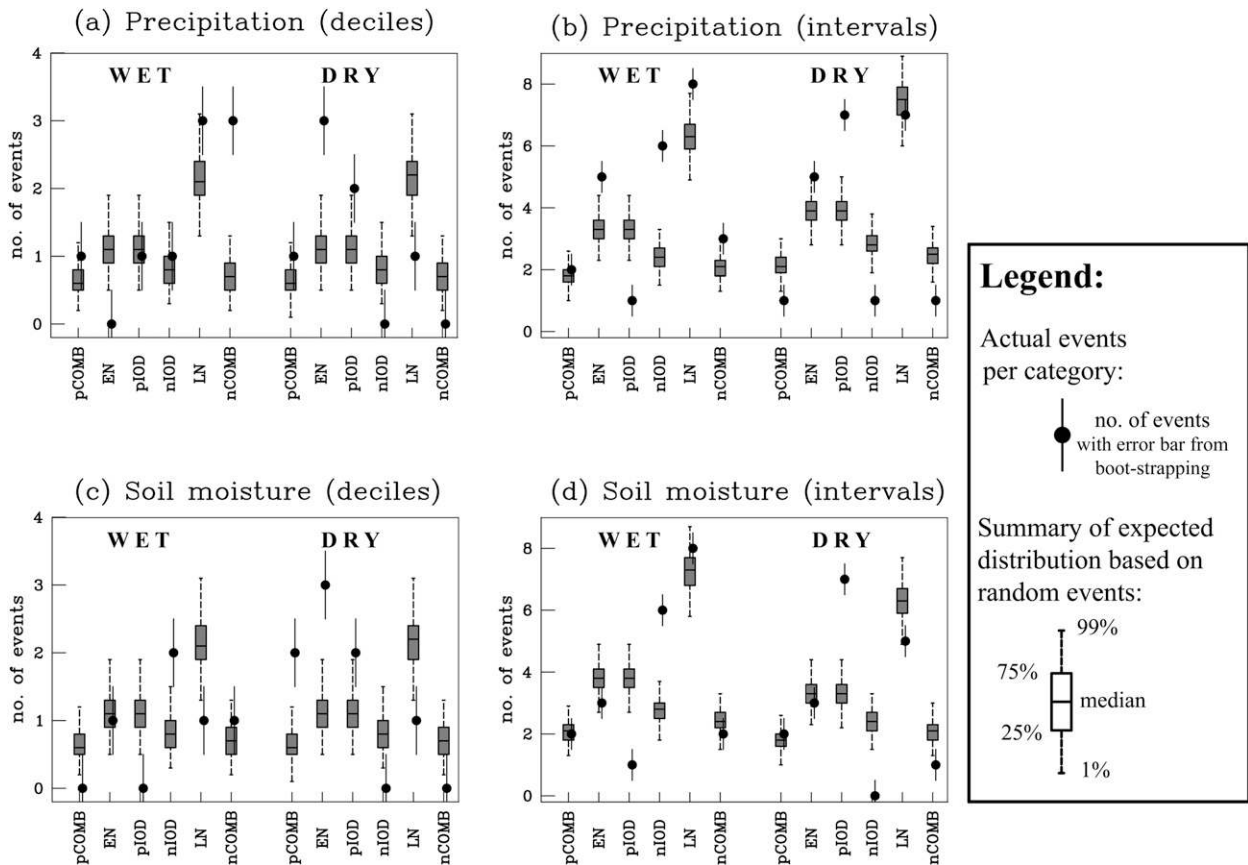 (a) Precipitation (deciles)
4
3
2
1
0
no. of events
WET
DRY
pCOMB
EN
pIOD
nIOD
LN
nCOMB
pCOMB
EN
pIOD
nIOD
LN
nCOMB
(b) Precipitation (intervals)
8
6
4
2
0
no. of events
WET
DRY
pCOMB
EN
pIOD
nIOD
LN
nCOMB
pCOMB
EN
pIOD
nIOD
LN
nCOMB
(c) Soil moisture (deciles)
4
3
2
1
0
no. of events
WET
DRY
pCOMB
EN
pIOD
nIOD
LN
nCOMB
pCOMB
EN
pIOD
nIOD
LN
nCOMB
(d) Soil moisture (intervals)
8
6
4
2
0
no. of events
WET
DRY
pCOMB
EN
pIOD
nIOD
LN
nCOMB
pCOMB
EN
pIOD
nIOD
LN
nCOMB
Legend:
Actual events
per category:
no. of events
with error bar from
boot-strapping
Summary of expected
distribution based on
random events:
99%
75%
median
25%
1%